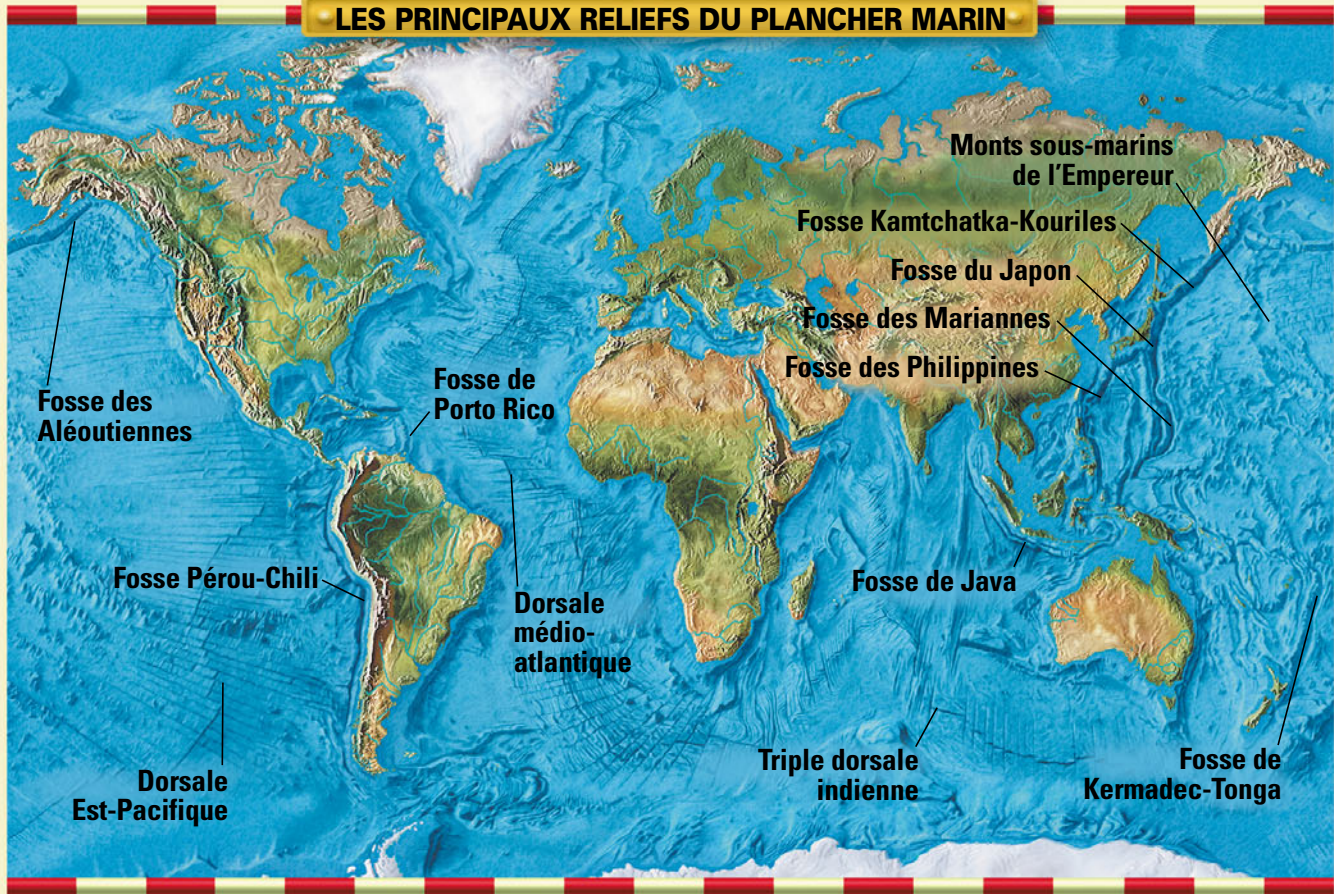 LES PRINCIPAUX RELIEFS DU PLANCHER MARIN
Monts sous-marins
de l'Empereur
Fosse Kamtchatka-Kouriles
Fosse du Japon
Fosse des Mariannes
Fosse des Philippines
Fosse de
Porto Rico
Fosse des
Aléoutiennes
Fosse Pérou-Chili
Dorsale
médio-
atlantique
Fosse de Java
Dorsale
Est-Pacifique
Triple dorsale
indienne
Fosse de
Kermadec-Tonga